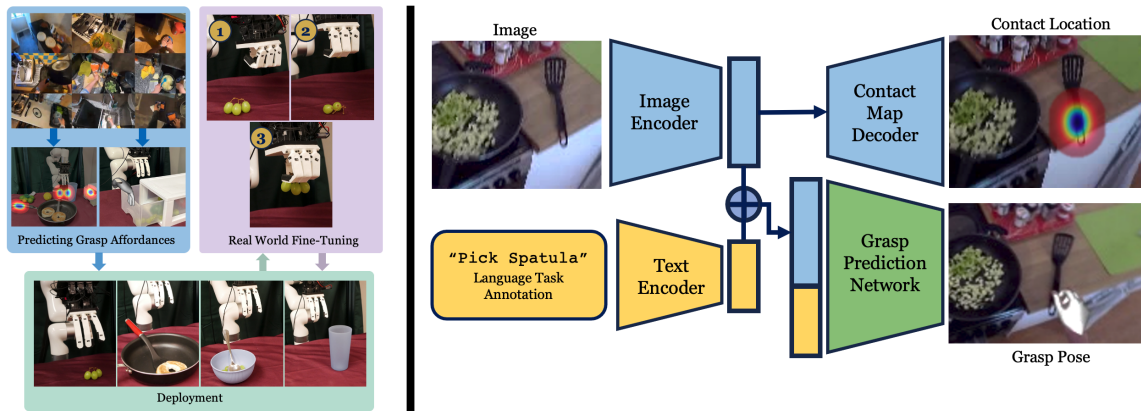 1
2
3
Predicting Grasp Affordances
Real World Fine-Tuning
Deployment
Image
Image
Encoder
Contact
Map
Decoder
Contact Location
“Pick Spatula”
Language Task
Annotation
Text
Encoder
Grasp
Prediction
Network
Grasp Pose